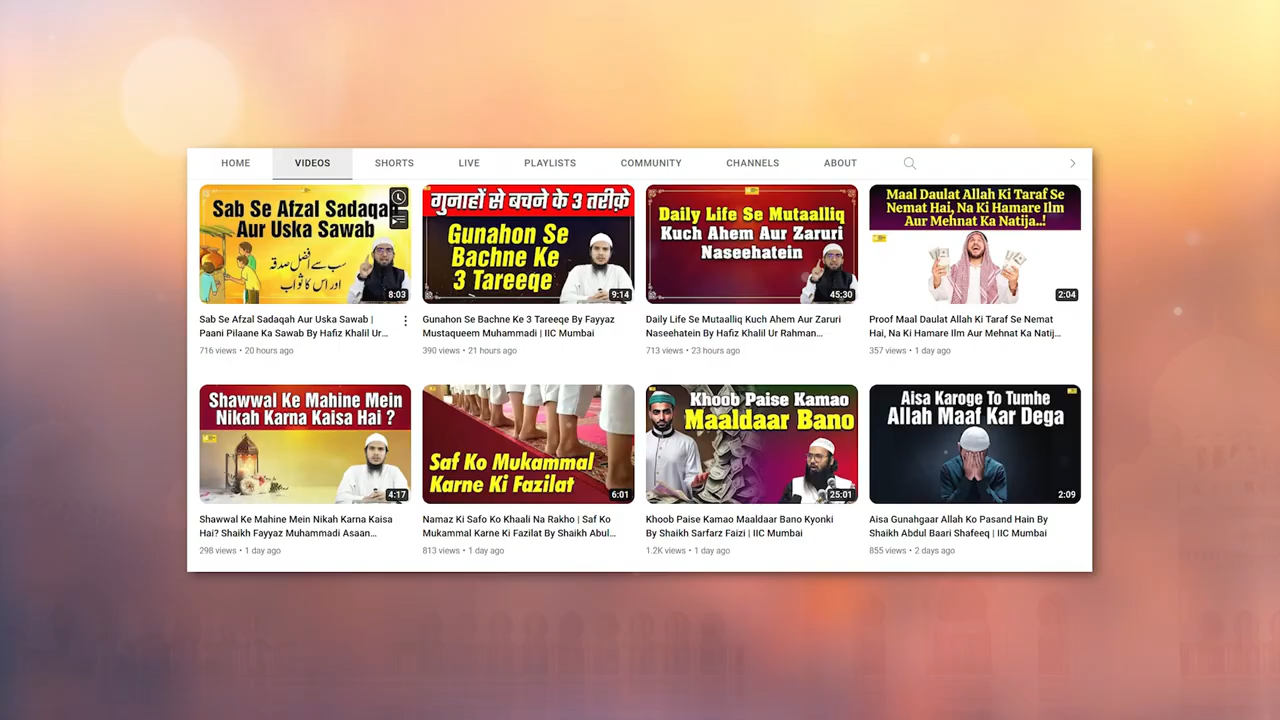 HOME
VIDEOS
SHORTS
LIVE
PLAYLISTS
COMMUNITY
CHANNELS
ABOUT
Sab Se Afzal Sadaqa
Aur Uska Sawab
سب سے افضل صدقہ
اور اس کا ثواب
8:03
Sab Se Afzal Sadaqah Aur Uska Sawab |
Paani Pilaane Ka Sawab By Hafiz Khalil Ur...
716 views • 20 hours ago
गुनाहों से बचने के 3 तरीक़े
Gunahon Se
Bachne Ke
3 Tareeqe
9:14
Gunahon Se Bachne Ke 3 Tareeqe By Fayyaz
Mustaqueem Muhammadi | IIC Mumbai
390 views • 21 hours ago
Daily Life Se Mutaalliq
Kuch Ahem Aur Zaruri
Naseehatein
45:30
Daily Life Se Mutaalliq Kuch Ahem Aur Zaruri
Naseehatein By Hafiz Khalil Ur Rahman...
713 views • 23 hours ago
Maal Daulat Allah Ki Taraf Se
Nemat Hai, Na Ki Hamare Ilm
Aur Mehnat Ka Natija..!
2:04
Proof Maal Daulat Allah Ki Taraf Se Nemat
Hai, Na Ki Hamare Ilm Aur Mehnat Ka Natij...
357 views • 1 day ago
Shawwal Ke Mahine Mein
Nikah Karna Kaisa Hai ?
4:17
Shawwal Ke Mahine Mein Nikah Karna Kaisa
Hai? Shaikh Fayyaz Muhammadi Asaan...
298 views • 1 day ago
Saf Ko Mukammal
Karne Ki Fazilat
6:01
Namaz Ki Safo Ko Khaali Na Rakho | Saf Ko
Mukammal Karne Ki Fazilat By Shaikh Abul...
813 views • 1 day ago
Khoob Paise Kamao
Maaldaar Bano
25:01
Khoob Paise Kamao Maaldaar Bano Kyonki
By Shaikh Sarfarz Faizi | IIC Mumbai
1.2K views • 1 day ago
Aisa Karoge To Tumhe
Allah Maaf Kar Dega
2:09
Aisa Gunahgaar Allah Ko Pasand Hain By
Shaikh Abdul Baari Shafeeq | IIC Mumbai
855 views • 2 days ago